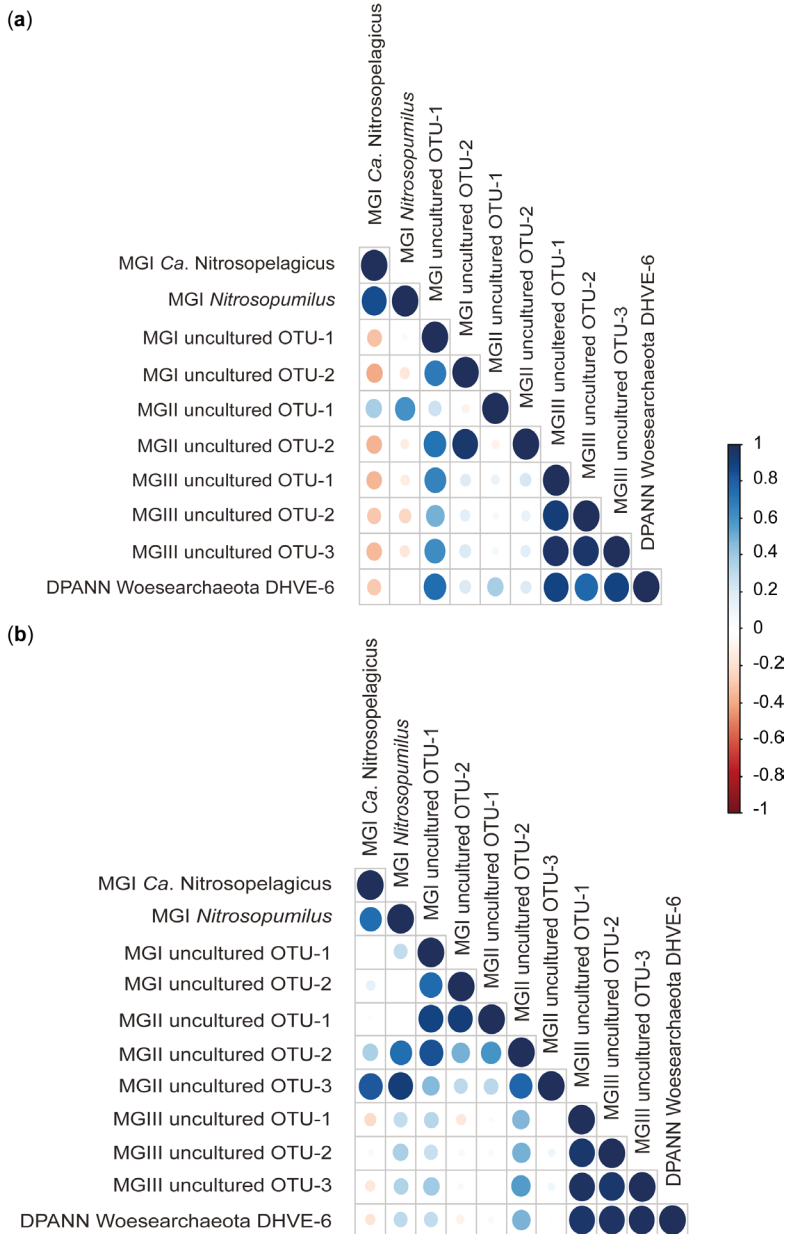 (a)
MGI Ca. Nitrosopelagicus
MGI Nitrosopumilus
MGI uncultured OTU-1
MGI uncultured OTU-2
MGII uncultured OTU-1
MGII uncultured OTU-2
MGIII uncultered OTU-1
MGIII uncultured OTU-2
MGIII uncultured OTU-3
DPANN Woesearchaeota DHVE-6
MGI Ca. Nitrosopelagicus
MGI Nitrosopumilus
MGI uncultured OTU-1
MGI uncultured OTU-2
MGII uncultured OTU-1
MGII uncultured OTU-2
MGIII uncultured OTU-1
MGIII uncultured OTU-2
MGIII uncultured OTU-3
DPANN Woesearchaeota DHVE-6
1
0.8
0.6
0.4
0.2
0
-0.2
-0.4
-0.6
-0.8
-1
(b)
MGI Ca. Nitrosopelagicus
MGI Nitrosopumilus
MGI uncultured OTU-1
MGI uncultured OTU-2
MGII uncultured OTU-1
MGII uncultured OTU-2
MGII uncultured OTU-3
MGIII uncultured OTU-1
MGIII uncultured OTU-2
MGIII uncultured OTU-3
DPANN Woesearchaeota DHVE-6
MGI Ca. Nitrosopelagicus
MGI Nitrosopumilus
MGI uncultured OTU-1
MGI uncultured OTU-2
MGII uncultured OTU-1
MGII uncultured OTU-2
MGII uncultured OTU-3
MGIII uncultured OTU-1
MGIII uncultured OTU-2
MGIII uncultured OTU-3
DPANN Woesearchaeota DHVE-6